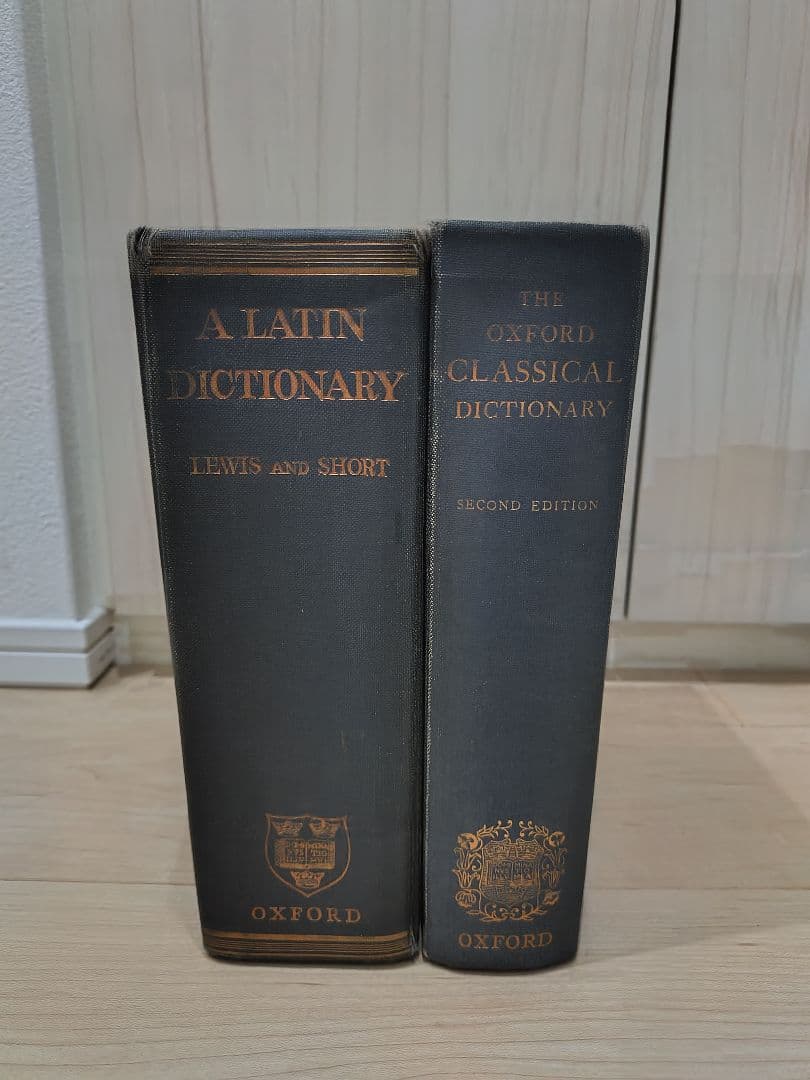 A LATIN
DICTIONARY
LEWIS AND SHORT
OXFORD
THE
OXFORD
CLASSICAL
DICTIONARY
SECOND EDITION
OXFORD